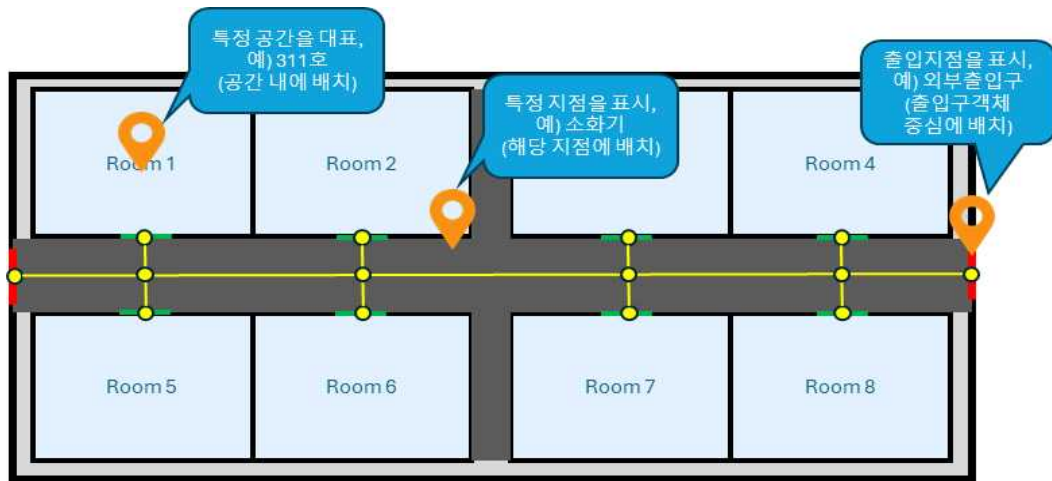 특정 공간을 대표,
예) 311호
(공간 내에 배치)
특정 지점을 표시,
예) 소화기
(해당 지점에 배치)
출입지점을 표시,
예) 외부출입구
(출입구객체
중심에 배치)
Room 1
Room 2
Room 4
Room 5
Room 6
Room 7
Room 8